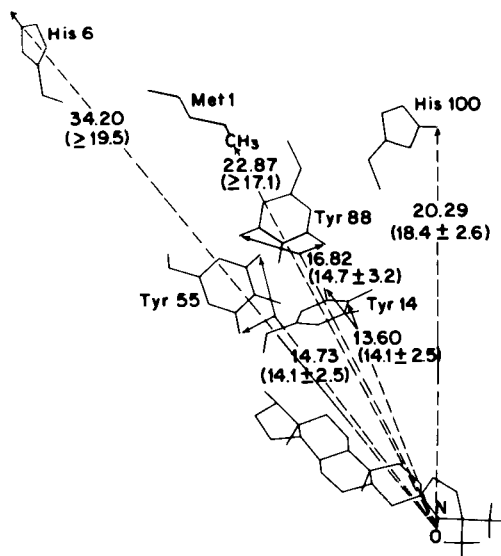 His 6
34.20
(≥ 19.5)
Met 1
CH₃
22.87
(≥ 17.1)
His 100
20.29
(18.4 ± 2.6)
Tyr 88
16.82
(14.7 ± 3.2)
Tyr 55
Tyr 14
13.60
(14.1 ± 2.5)
14.73
(14.1 ± 2.5)
N
O